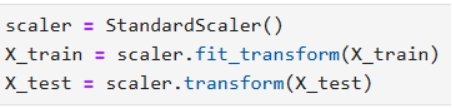 scaler = StandardScaler()
X_train = scaler.fit_transform(X_train)
X_test = scaler.transform(X_test)